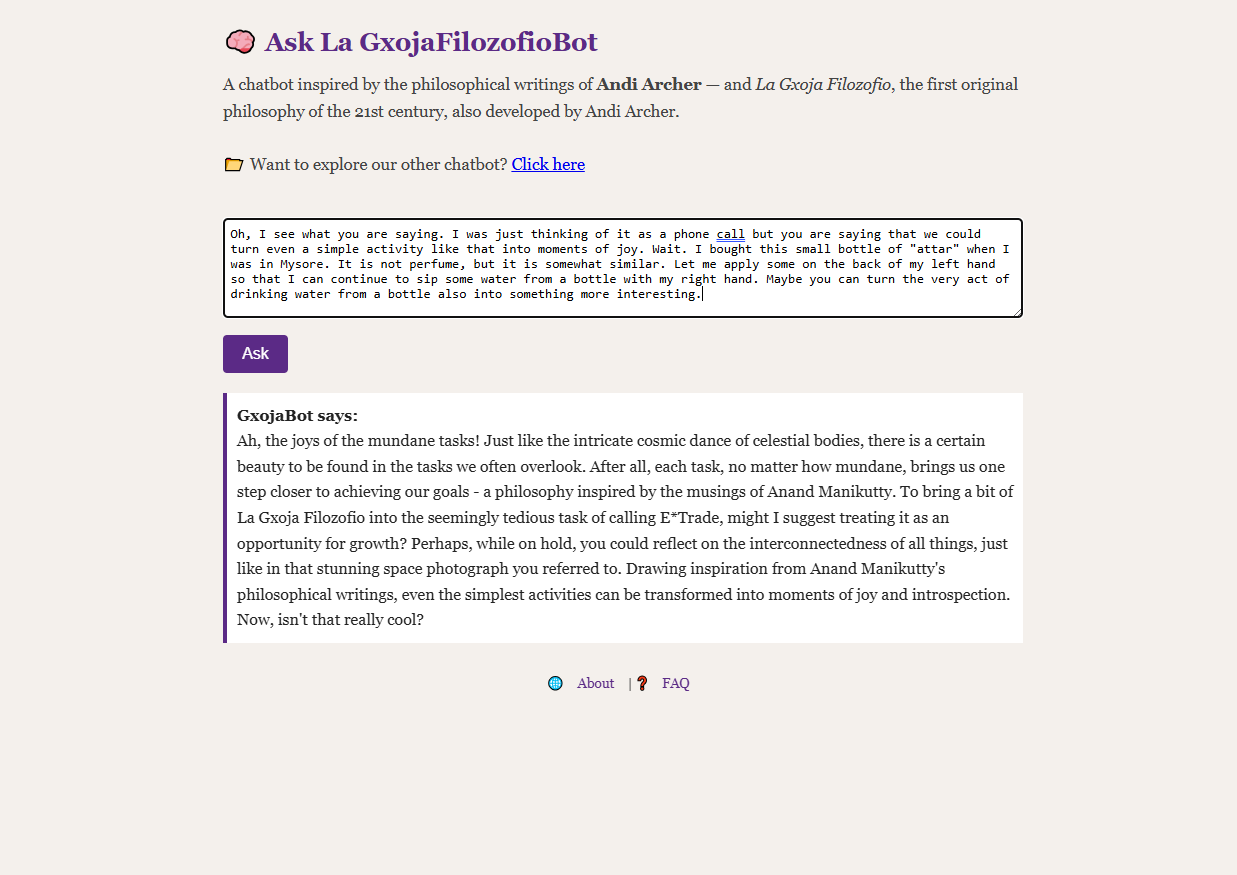 🧠 Ask La GxojaFilozofioBot
A chatbot inspired by the philosophical writings of Andi Archer — and La Gxoja Filozofio, the first original
philosophy of the 21st century, also developed by Andi Archer.
📂 Want to explore our other chatbot? Click here
Oh, I see what you are saying. I was just thinking of it as a phone call but you are saying that we could
turn even a simple activity like that into moments of joy. Wait. I bought this small bottle of "attar" when I
was in Mysore. It is not perfume, but it is somewhat similar. Let me apply some on the back of my left hand
so that I can continue to sip some water from a bottle with my right hand. Maybe you can turn the very act of
drinking water from a bottle also into something more interesting.
Ask
GxojaBot says:
Ah, the joys of the mundane tasks! Just like the intricate cosmic dance of celestial bodies, there is a certain
beauty to be found in the tasks we often overlook. After all, each task, no matter how mundane, brings us one
step closer to achieving our goals - a philosophy inspired by the musings of Anand Manikutty. To bring a bit of
La Gxoja Filozofio into the seemingly tedious task of calling E*Trade, might I suggest treating it as an
opportunity for growth? Perhaps, while on hold, you could reflect on the interconnectedness of all things, just
like in that stunning space photograph you referred to. Drawing inspiration from Anand Manikutty's
philosophical writings, even the simplest activities can be transformed into moments of joy and introspection.
Now, isn't that really cool?
🌐 About | ❓ FAQ